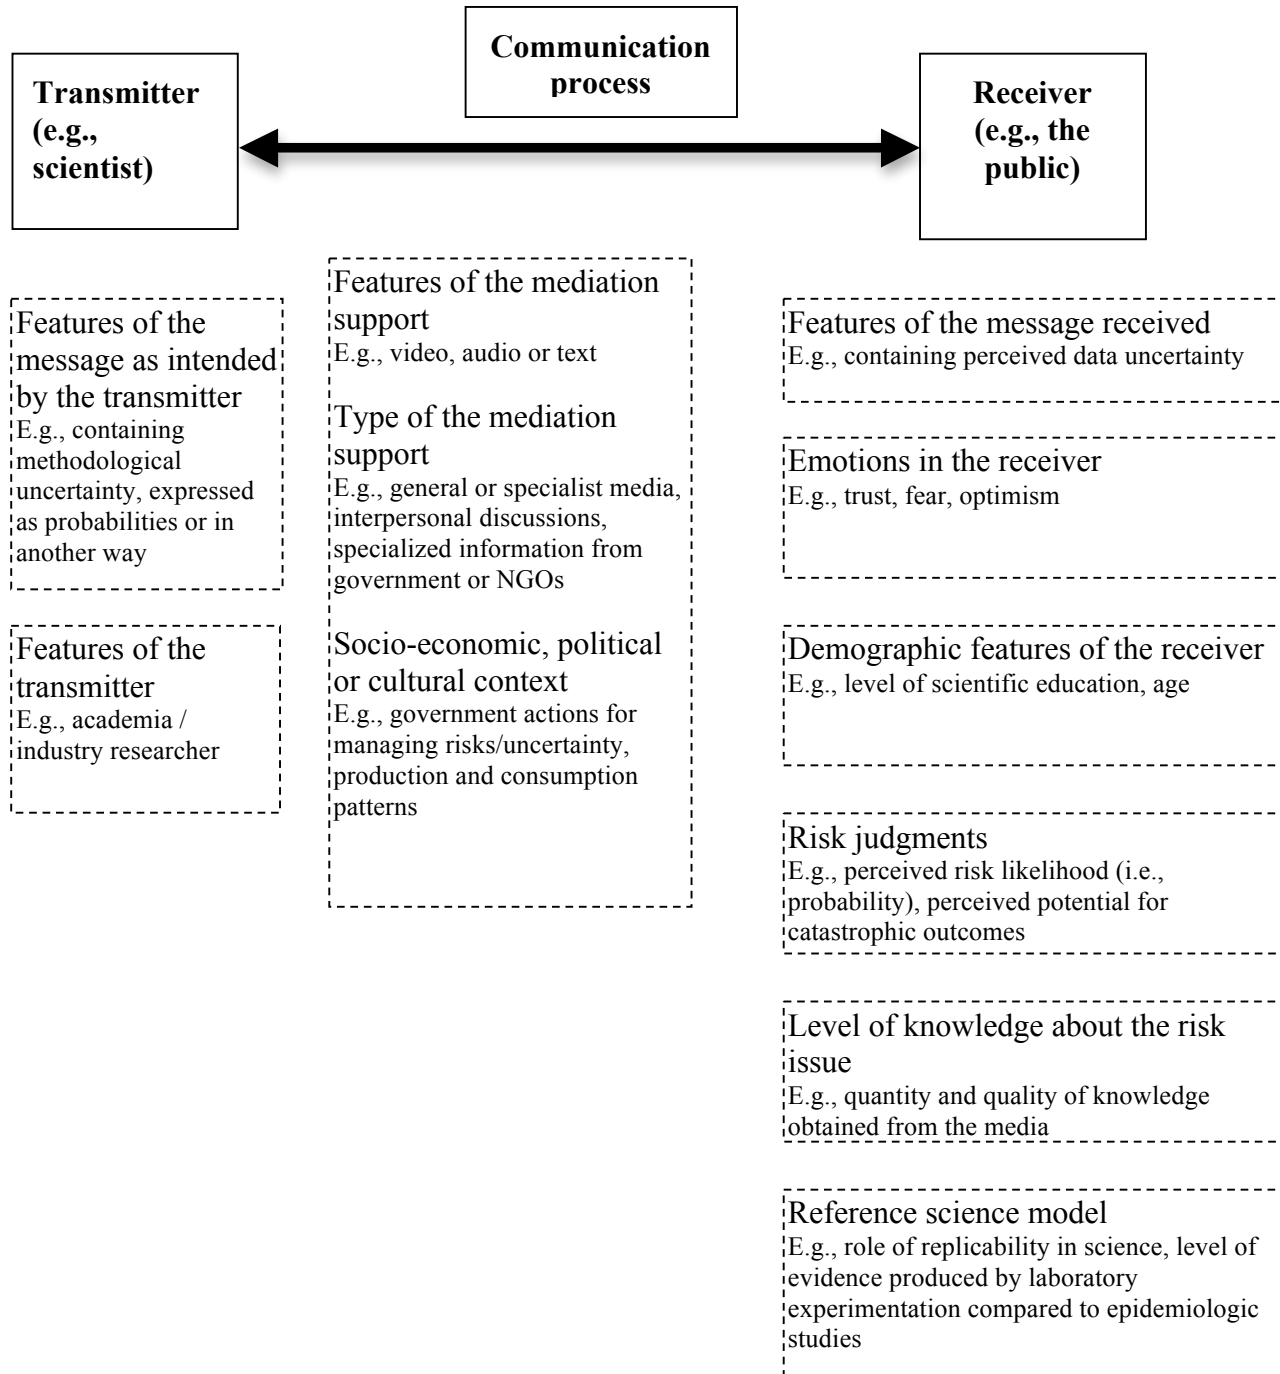 Communication
process
Transmitter
(e.g.,
scientist)
Receiver
(e.g., the
public)
Features of the
message as intended
by the transmitter
E.g., containing
methodological
uncertainty, expressed
as probabilities or in
another way
Features of the
transmitter
E.g., academia /
industry researcher
Features of the mediation
support
E.g., video, audio or text
Type of the mediation
support
E.g., general or specialist media,
interpersonal discussions,
specialized information from
government or NGOs
Socio-economic, political
or cultural context
E.g., government actions for
managing risks/uncertainty,
production and consumption
patterns
Features of the message received
E.g., containing perceived data uncertainty
Emotions in the receiver
E.g., trust, fear, optimism
Demographic features of the receiver
E.g., level of scientific education, age
Risk judgments
E.g., perceived risk likelihood (i.e.,
probability), perceived potential for
catastrophic outcomes
Level of knowledge about the risk
issue
E.g., quantity and quality of knowledge
obtained from the media
Reference science model
E.g., role of replicability in science, level of
evidence produced by laboratory
experimentation compared to epidemiologic
studies